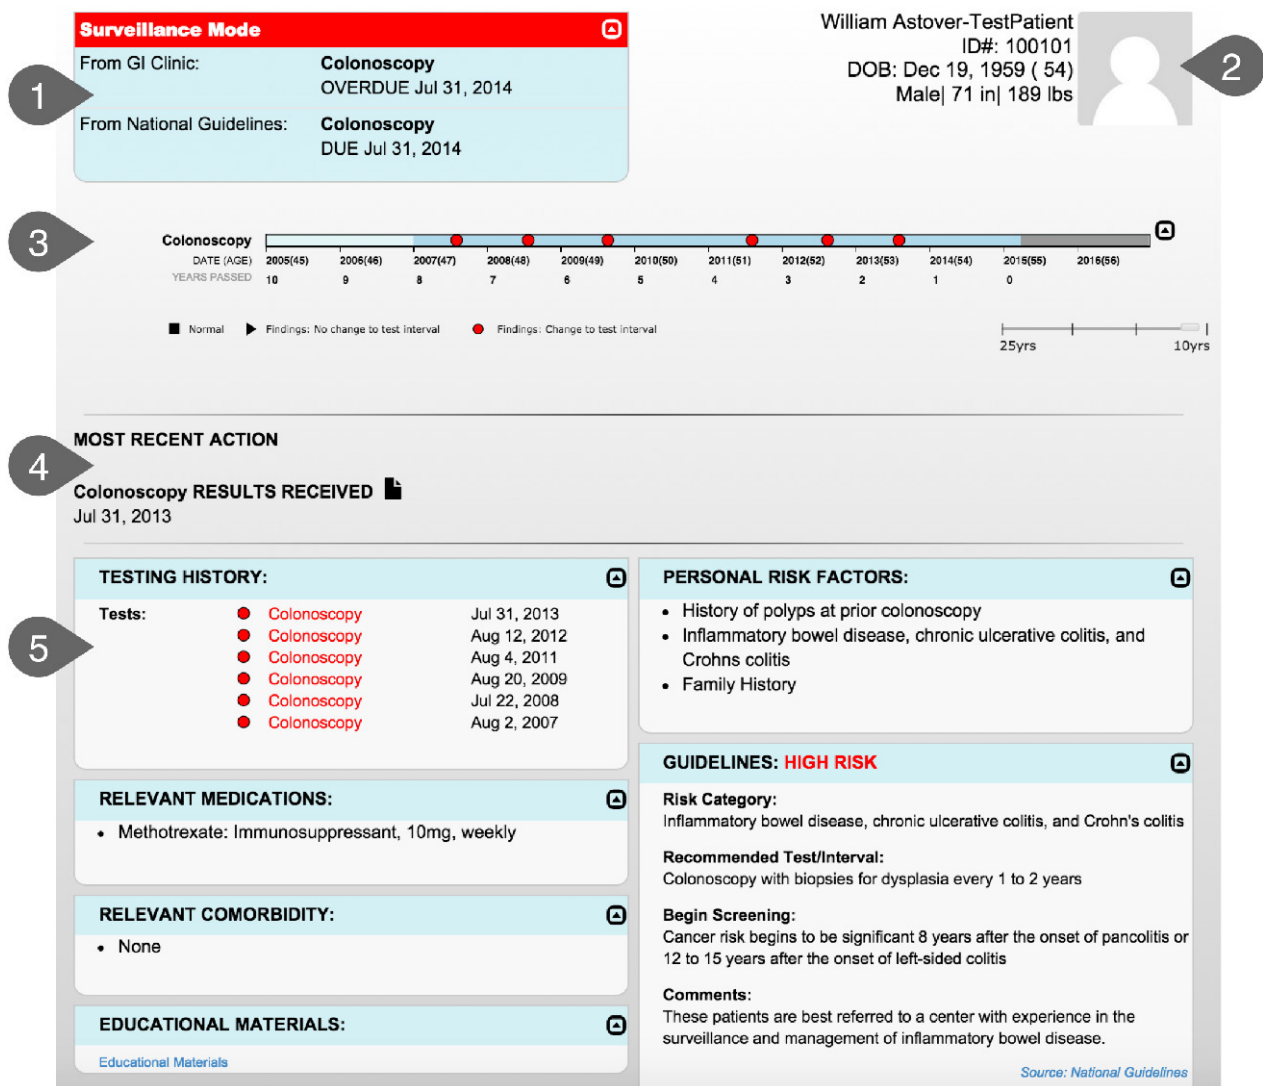 Surveillance Mode
From GI Clinic: Colonoscopy
OVERDUE Jul 31, 2014
From National Guidelines: Colonoscopy
DUE Jul 31, 2014
1
William Astover-TestPatient
ID#: 100101
DOB: Dec 19, 1959 ( 54)
Male| 71 in| 189 lbs
2
3
Colonoscopy
DATE (AGE) 2005(45) 2006(46) 2007(47) 2008(48) 2009(49) 2010(50) 2011(51) 2012(52) 2013(53) 2014(54) 2015(55) 2016(56)
YEARS PASSED 10 9 8 7 6 5 4 3 2 1 0
Normal Findings: No change to test interval Findings: Change to test interval
25yrs 10yrs
MOST RECENT ACTION
4
Colonoscopy RESULTS RECEIVED
Jul 31, 2013
TESTING HISTORY:
5
Tests: Colonoscopy Jul 31, 2013
Colonoscopy Aug 12, 2012
Colonoscopy Aug 4, 2011
Colonoscopy Aug 20, 2009
Colonoscopy Jul 22, 2008
Colonoscopy Aug 2, 2007
RELEVANT MEDICATIONS:
• Methotrexate: Immunosuppressant, 10mg, weekly
RELEVANT COMORBIDITY:
• None
EDUCATIONAL MATERIALS:
Educational Materials
PERSONAL RISK FACTORS:
• History of polyps at prior colonoscopy
• Inflammatory bowel disease, chronic ulcerative colitis, and
Crohns colitis
• Family History
GUIDELINES: HIGH RISK
Risk Category:
Inflammatory bowel disease, chronic ulcerative colitis, and Crohn's colitis
Recommended Test/Interval:
Colonoscopy with biopsies for dysplasia every 1 to 2 years
Begin Screening:
Cancer risk begins to be significant 8 years after the onset of pancolitis or
12 to 15 years after the onset of left-sided colitis
Comments:
These patients are best referred to a center with experience in the
surveillance and management of inflammatory bowel disease.
Source: National Guidelines